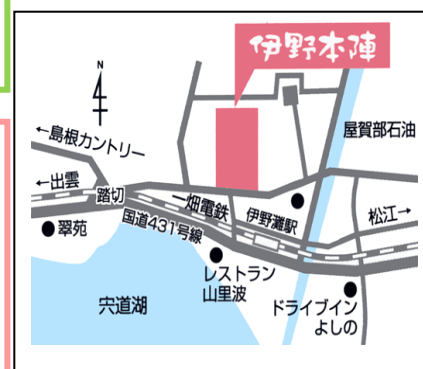 伊野本陣
N
←島根カントリー
屋賀部石油
←出雲
踏切
一畑電鉄
伊野灘駅
松江→
翠苑
国道431号線
レストラン
山里波
宍道湖
ドライブイン
よしの